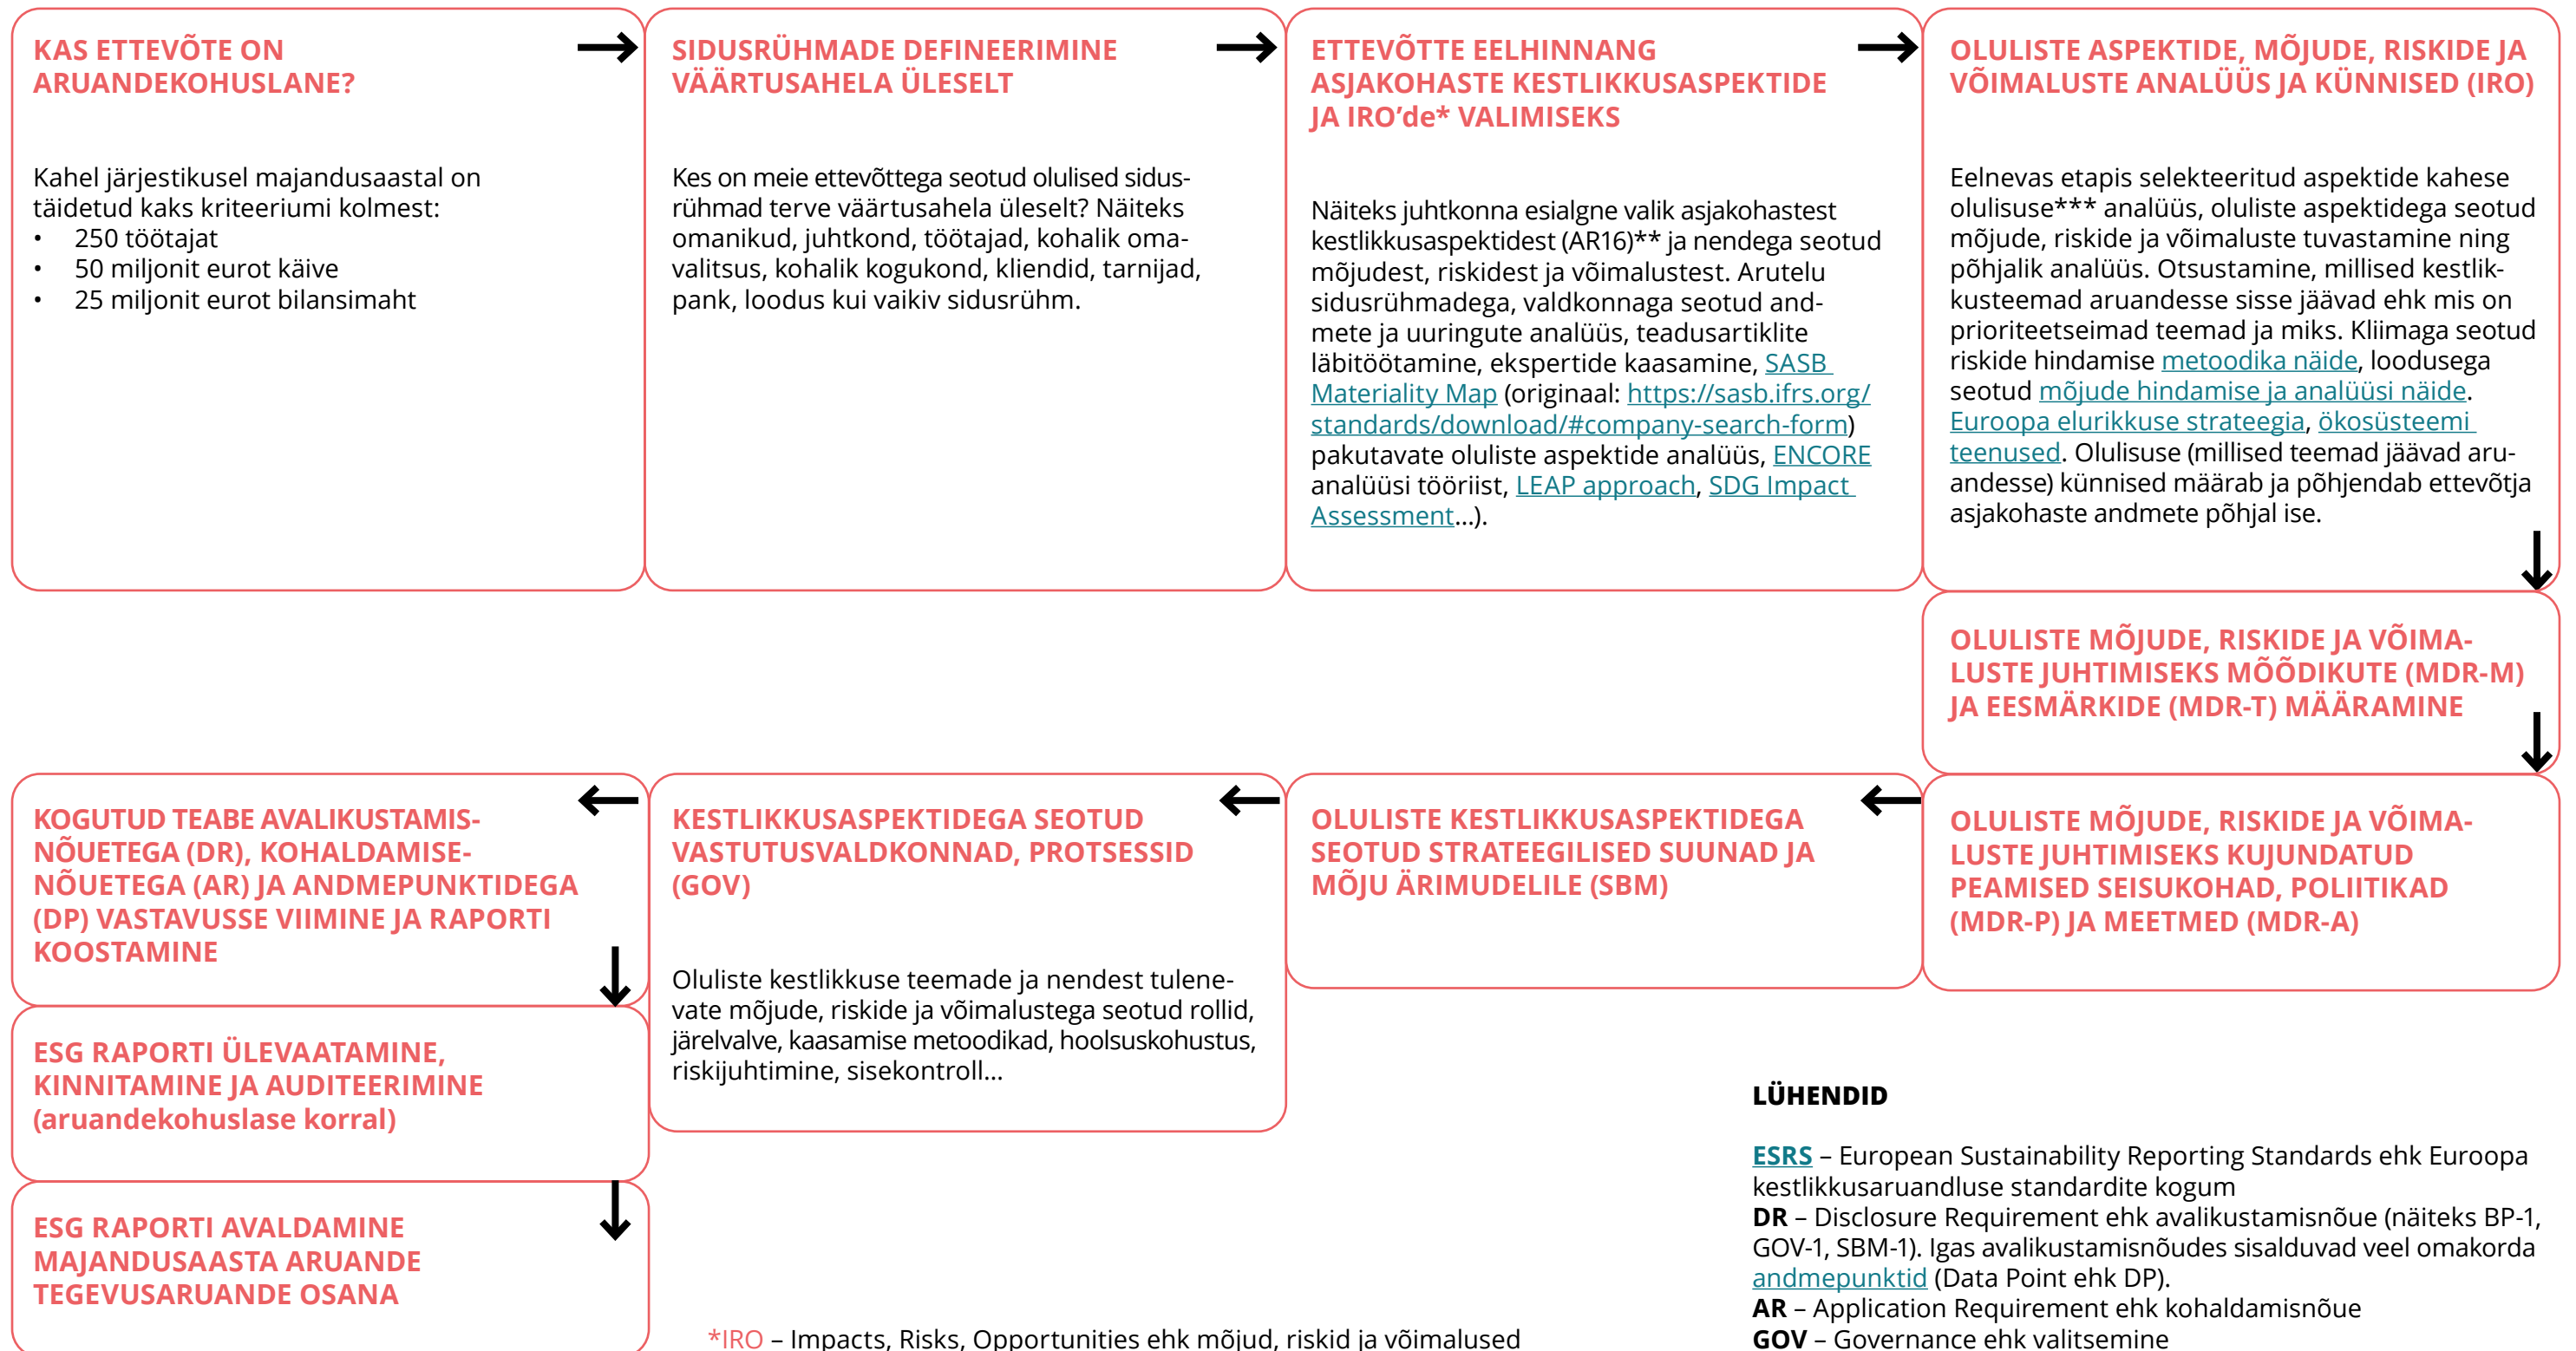 KAS ETTEVÕTE ON
ARUANDEKOHUSLANE?
Kahel järjestikusel majandusaastal on
täidetud kaks kriteeriumi kolmest:
• 250 töötajat
• 50 miljonit eurot käive
• 25 miljonit eurot bilansimaht
SIDUSRÜHMADE DEFINEERIMINE
VÄÄRTUSAHELA ÜLESELT
Kes on meie ettevõttega seotud olulised sidus-
rühmad terve väärtusahela üleselt? Näiteks
omanikud, juhtkond, töötajad, kohalik oma-
valitsus, kohalik kogukond, kliendid, tarnijad,
pank, loodus kui vaikiv sidusrühm.
ETTEVÕTTE EELHINNANG
ASJAKOHASTE KESTLIKKUSASPEKTIDE
JA IRO’de* VALIMISEKS
Näiteks juhtkonna esialgne valik asjakohastest
kestlikkusaspektidest (AR16)** ja nendega seotud
mõjudest, riskidest ja võimalustest. Arutelu
sidusrühmadega, valdkonnaga seotud and-
mete ja uuringute analüüs, teadusartiklite
läbitöötamine, ekspertide kaasamine, SASB
Materiality Map (originaal: https://sasb.ifrs.org/
standards/download/#company-search-form)
pakutavate oluliste aspektide analüüs, ENCORE
analüüsi tööriist, LEAP approach, SDG Impact
Assessment...).
OLULISTE ASPEKTIDE, MÕJUDE, RISKIDE JA
VÕIMALUSTE ANALÜÜS JA KÜNNISED (IRO)
Eelnevas etapis selekteeritud aspektide kahese
olulisuse*** analüüs, oluliste aspektidega seotud
mõjude, riskide ja võimaluste tuvastamine ning
põhjalik analüüs. Otsustamine, millised kestlik-
kusteemad aruandesse sisse jäävad ehk mis on
prioriteetseimad teemad ja miks. Kliimaga seotud
riskide hindamise metoodika näide, loodusega
seotud mõjude hindamise ja analüüsi näide.
Euroopa elurikkuse strateegia, ökosüsteemi
teenused. Olulisuse (millised teemad jäävad aru-
andesse) künnised määrab ja põhjendab ettevõtja
asjakohaste andmete põhjal ise.
OLULISTE MÕJUDE, RISKIDE JA VÕIMA-
LUSTE JUHTIMISEKS MÕÕDIKUTE (MDR-M)
JA EESMÄRKIDE (MDR-T) MÄÄRAMINE
OLULISTE MÕJUDE, RISKIDE JA VÕIMA-
LUSTE JUHTIMISEKS KUJUNDATUD
PEAMISED SEISUKOHAD, POLIITIKAD
(MDR-P) JA MEETMED (MDR-A)
OLULISTE KESTLIKKUSASPEKTIDEGA
SEOTUD STRATEEGILISED SUUNAD JA
MÕJU ÄRIMUDELILE (SBM)
KESTLIKKUSASPEKTIDEGA SEOTUD
VASTUTUSVALDKONNAD, PROTSESSID
(GOV)
Oluliste kestlikkuse teemade ja nendest tulene-
vate mõjude, riskide ja võimalustega seotud rollid,
järelvalve, kaasamise metoodikad, hoolsuskohustus,
riskijuhtimine, sisekontroll...
KOGUTUD TEABE AVALIKUSTAMIS-
NÕUETEGA (DR), KOHALDAMISE-
NÕUETEGA (AR) JA ANDMEPUNKTIDEGA
(DP) VASTAVUSSE VIIMINE JA RAPORTI
KOOSTAMINE
ESG RAPORTI ÜLEVAATAMINE,
KINNITAMINE JA AUDITEERIMINE
(aruandekohuslase korral)
ESG RAPORTI AVALDAMINE
MAJANDUSAASTA ARUANDE
TEGEVUSARUANDE OSANA
*IRO – Impacts, Risks, Opportunities ehk mõjud, riskid ja võimalused
LÜHENDID
ESRS – European Sustainability Reporting Standards ehk Euroopa
kestlikkusaruandluse standardite kogum
DR – Disclosure Requirement ehk avalikustamisnõue (näiteks BP-1,
GOV-1, SBM-1). Igas avalikustamisnõudes sisalduvad veel omakorda
andmepunktid (Data Point ehk DP).
AR – Application Requirement ehk kohaldamisnõue
GOV – Governance ehk valitsemine